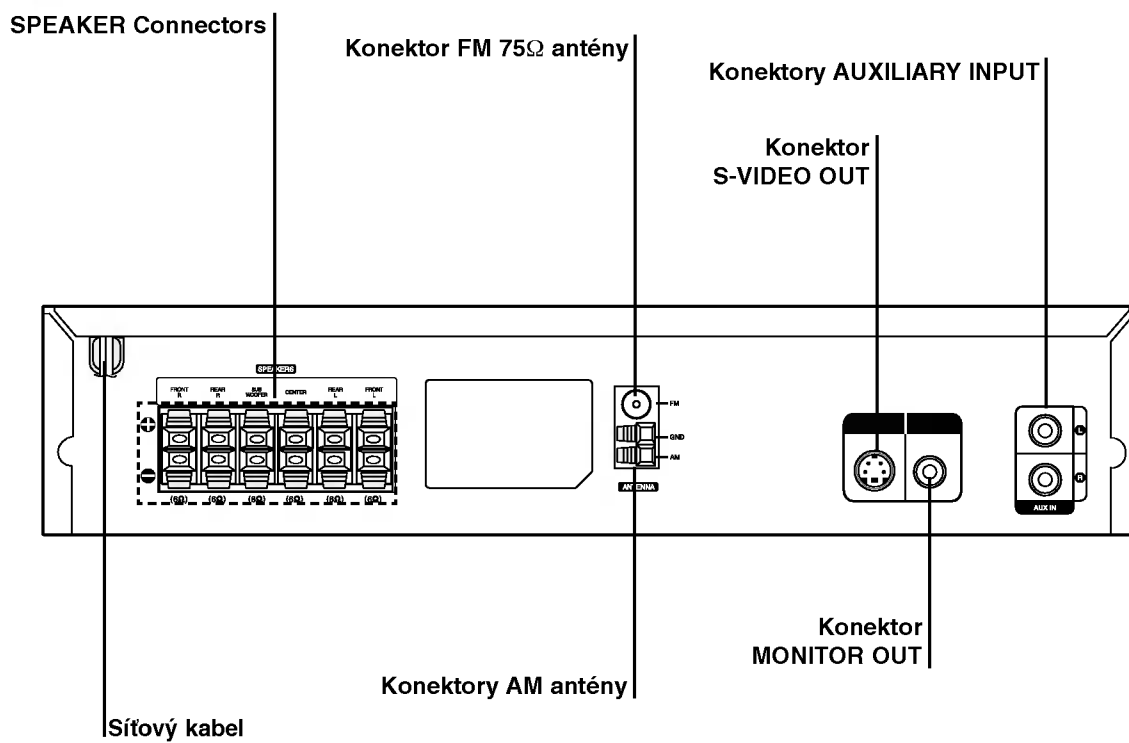 SPEAKER Connectors
Konektor FM 75Ω antény
Konektory AUXILIARY INPUT
Konektor
S-VIDEO OUT
SPEAKERS
FRONT
R
REAR
R
SUB
WOOFER
CENTER
REAR
L
FRONT
L
FM
GND
AM
ANTENNA
(6Ω) (6Ω) (8Ω) (6Ω) (6Ω) (6Ω)
L
R
AUX IN
Konektor
MONITOR OUT
Konektory AM antény
Síťový kabel